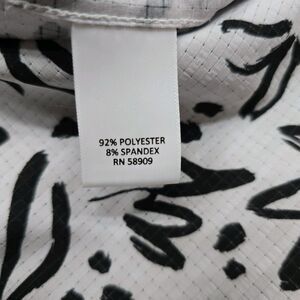 92% POLYESTER
8% SPANDEX
RN 58909